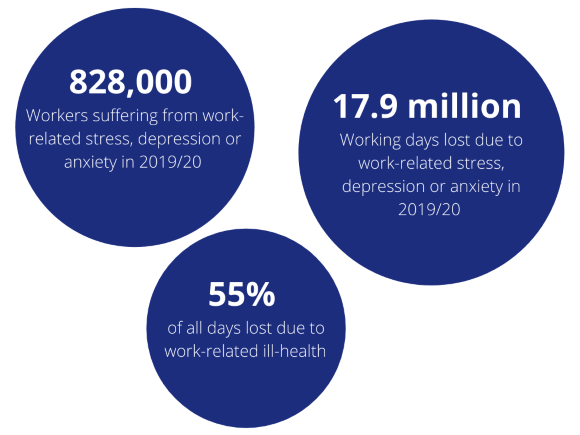 828,000
Workers suffering from work-
related stress, depression or
anxiety in 2019/20
17.9 million
Working days lost due to
work-related stress,
depression or anxiety in
2019/20
55%
of all days lost due to
work-related ill-health